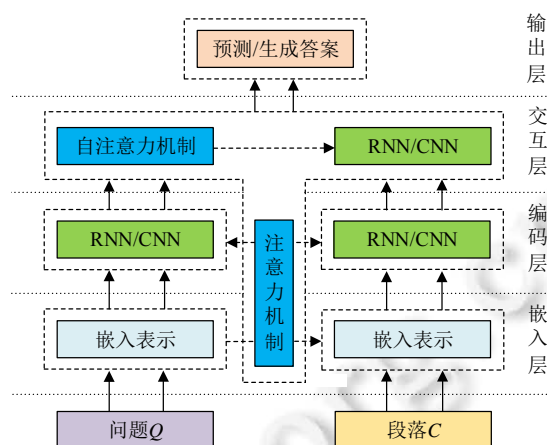 预测/生成答案
输出层
自注意力机制
RNN/CNN
交互层
RNN/CNN
注意力机制
RNN/CNN
编码层
嵌入表示
嵌入表示
嵌入层
问题Q
段落C